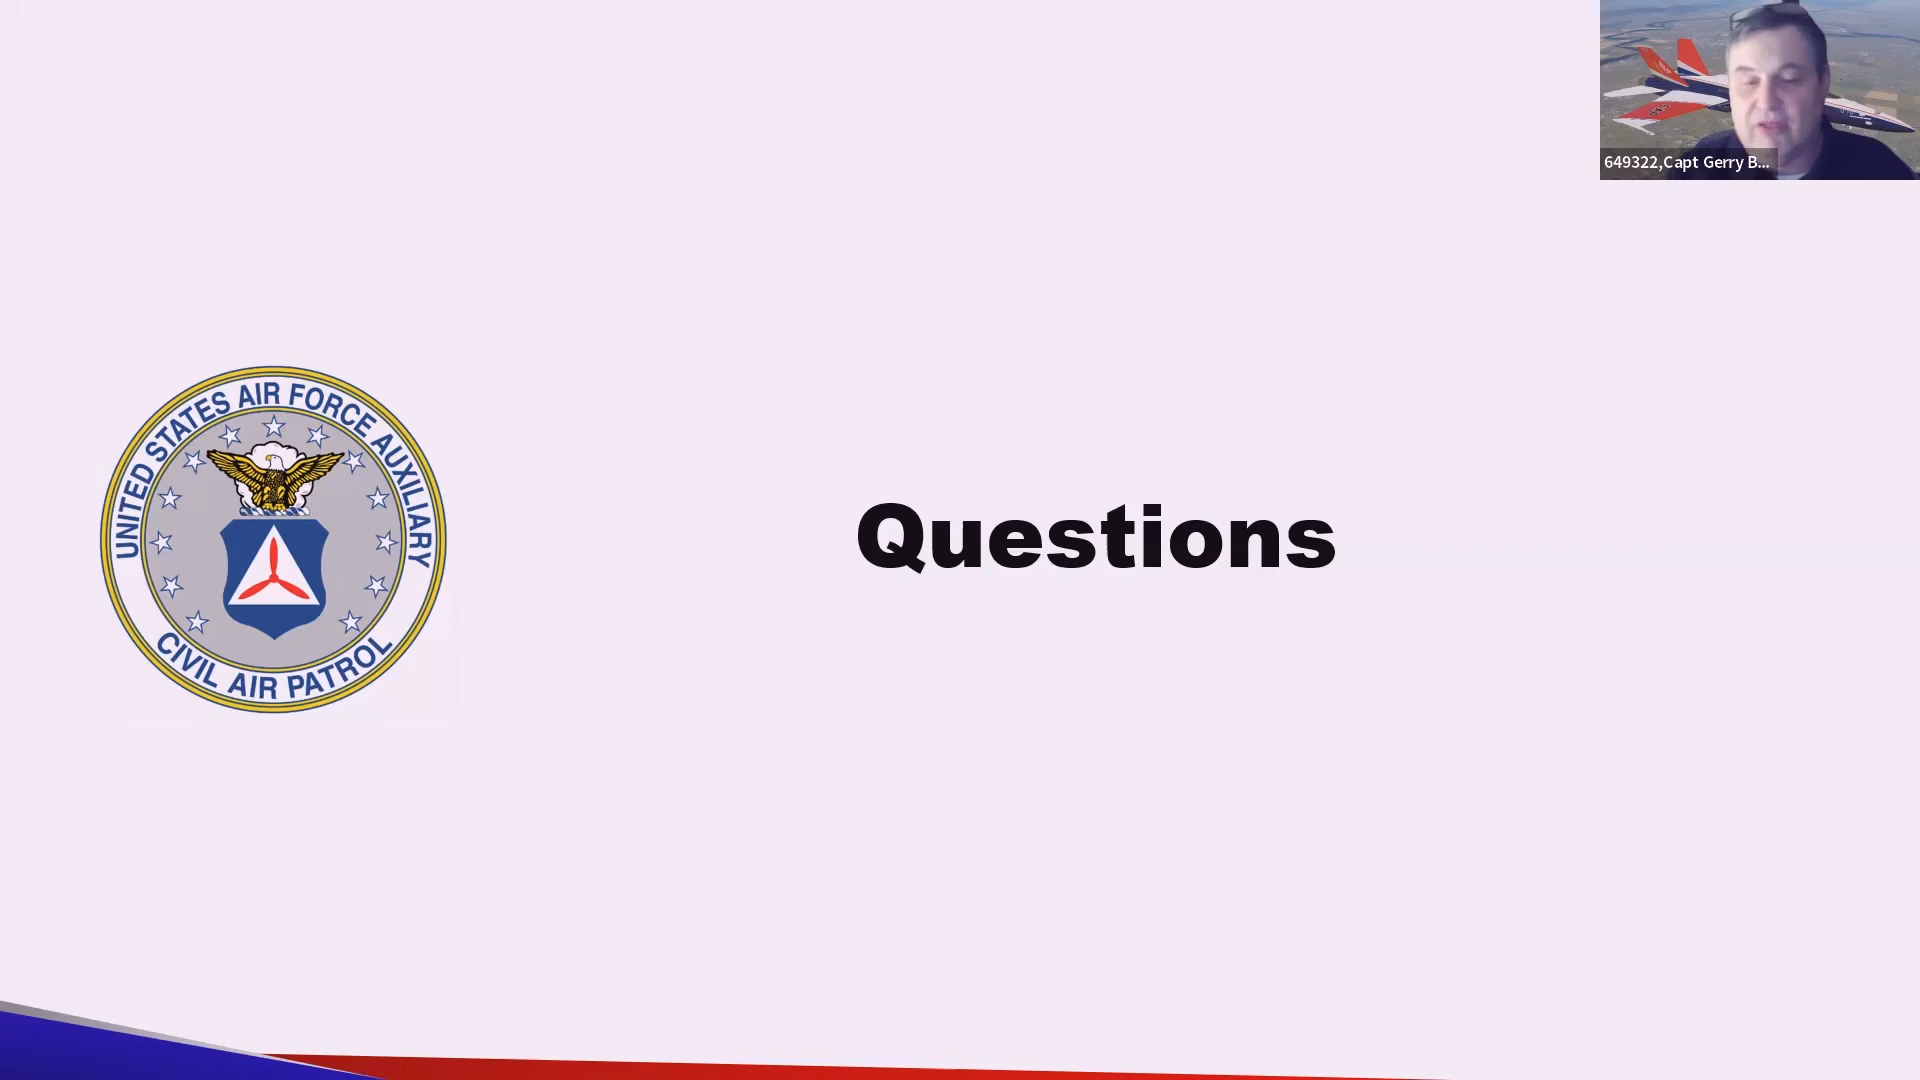 649322,Capt Gerry B...
UNITED STATES AIR FORCE AUXILIARY
CIVIL AIR PATROL
Questions